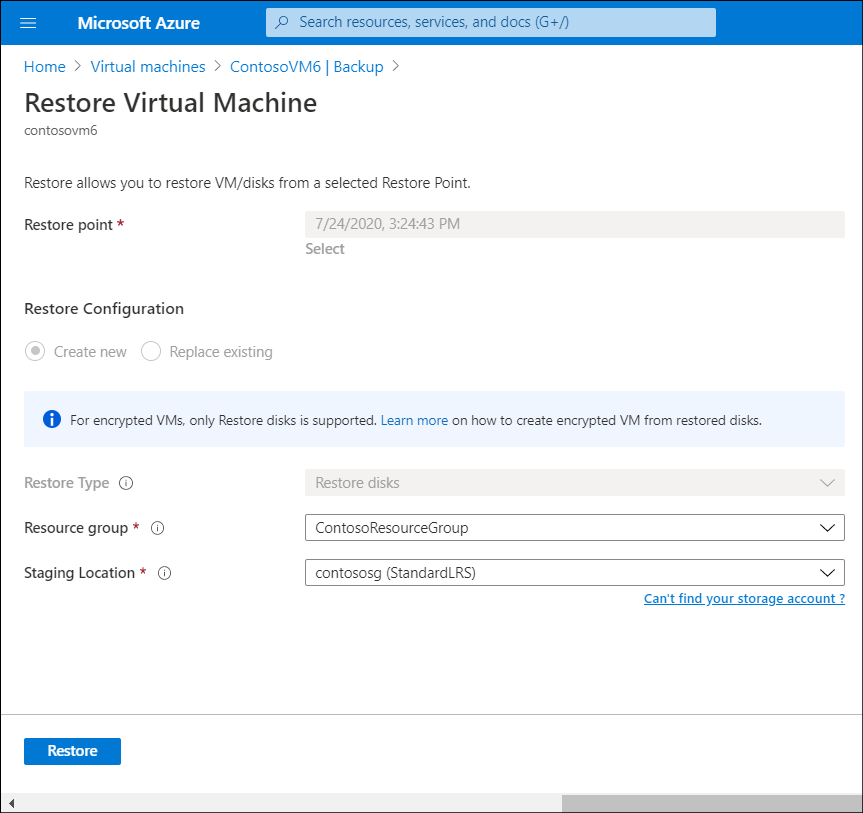 Microsoft Azure
Search resources, services, and docs (G+/)
Home > Virtual machines > ContosoVM6 | Backup >
Restore Virtual Machine
contosovm6
Restore allows you to restore VM/disks from a selected Restore Point.
Restore point * 7/24/2020, 3:24:43 PM
Select
Restore Configuration
Create new Replace existing
For encrypted VMs, only Restore disks is supported. Learn more on how to create encrypted VM from restored disks.
Restore Type Restore disks
Resource group * ContosoResourceGroup
Staging Location * contososg (StandardLRS)
Can't find your storage account ?
Restore